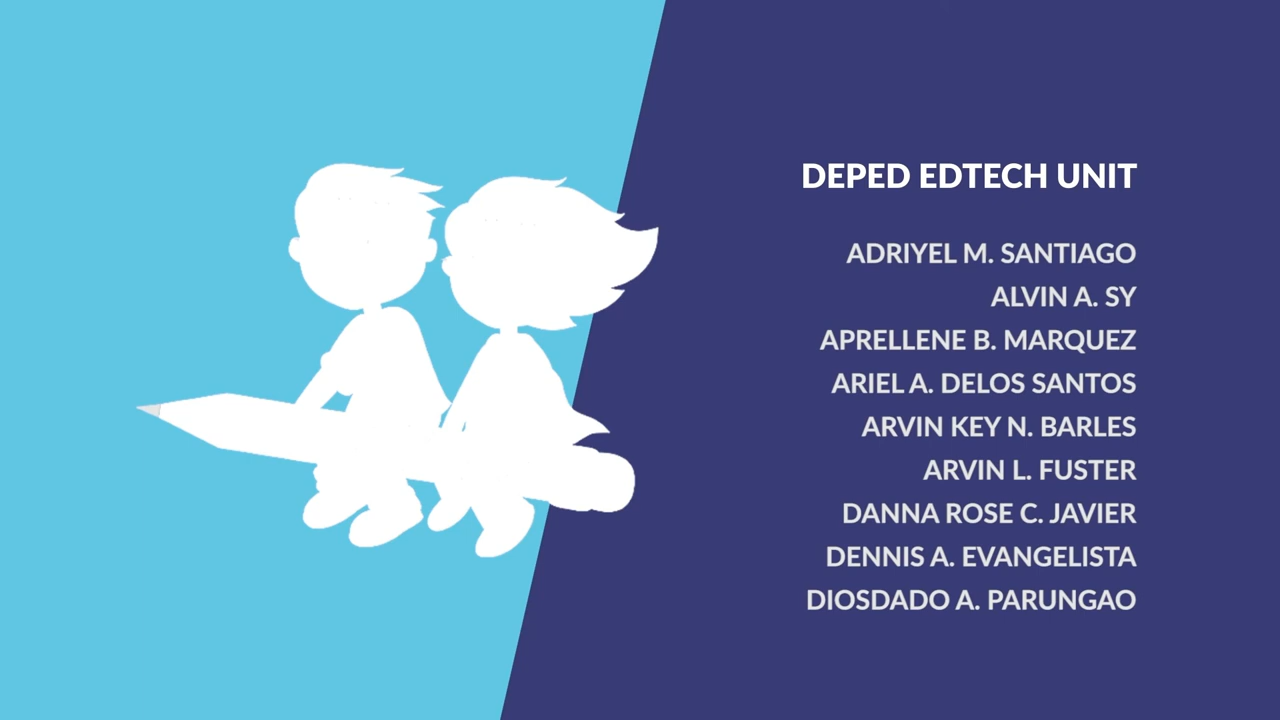 DEPED EDTECH UNIT
ADRIYEL M. SANTIAGO
ALVIN A. SY
APRELLENE B. MARQUEZ
ARIEL A. DELOS SANTOS
ARVIN KEY N. BARLES
ARVIN L. FUSTER
DANNA ROSE C. JAVIER
DENNIS A. EVANGELISTA
DIOSDADO A. PARUNGAO